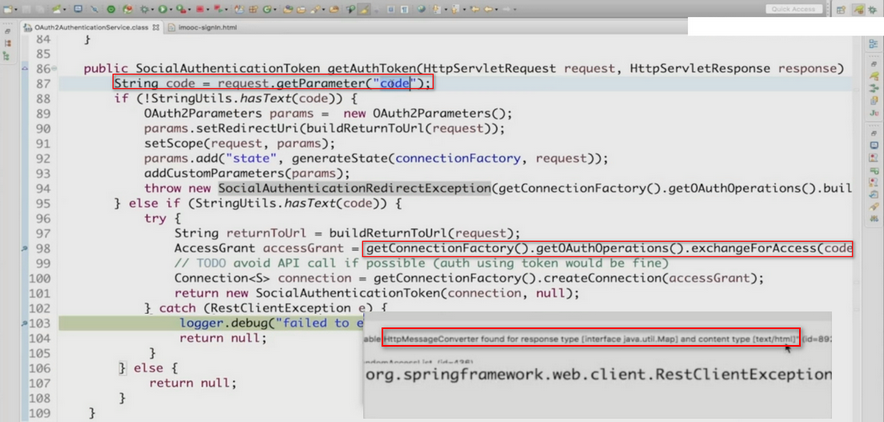 Quick Access
OAuth2AuthenticationService.class
imooc-signIn.html
84 }
85
86 public SocialAuthenticationToken getAuthToken(HttpServletRequest request, HttpServletResponse response)
87 String code = request.getParameter("code");
88 if (!StringUtils.hasText(code)) {
89 OAuth2Parameters params = new OAuth2Parameters();
90 params.setRedirectUri(buildReturnToUrl(request));
91 setScope(request, params);
92 params.add("state", generateState(connectionFactory, request));
93 addCustomParameters(params);
94 throw new SocialAuthenticationRedirectException(getConnectionFactory().getOAuthOperations().buil
95 } else if (StringUtils.hasText(code)) {
96 try {
97 String returnToUrl = buildReturnToUrl(request);
98 AccessGrant accessGrant = getConnectionFactory().getOAuthOperations().exchangeForAccess(code
99 // TODO avoid API call if possible (auth using token would be fine)
100 Connection<S> connection = getConnectionFactory().createConnection(accessGrant);
101 return new SocialAuthenticationToken(connection, null);
102 } catch (RestClientException e) {
103 logger.debug("failed to e
104 return null;
105 }
106 } else {
107 return null;
108 }
109 }
able HttpMessageConverter found for response type [interface java.util.Map] and content type [text/html]" (id=892
org.springframework.web.client.RestClientException